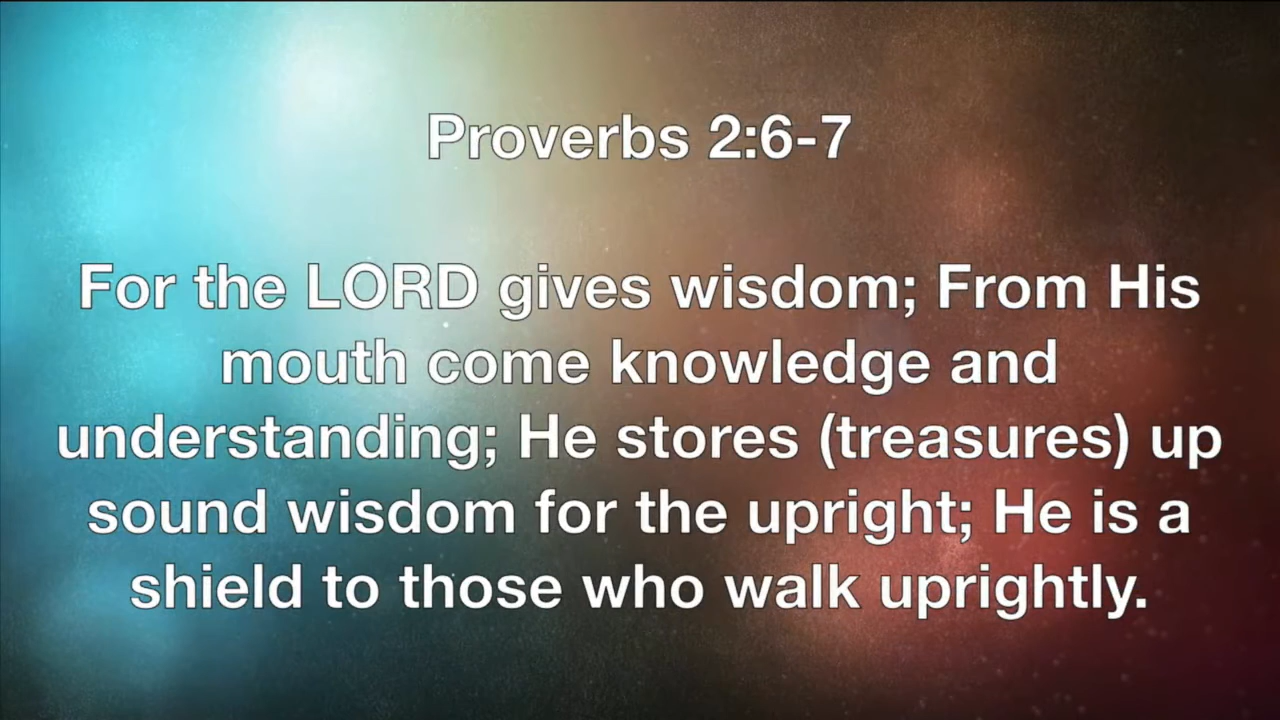 Proverbs 2:6-7
For the LORD gives wisdom; From His
mouth come knowledge and
understanding; He stores (treasures) up
sound wisdom for the upright; He is a
shield to those who walk uprightly.